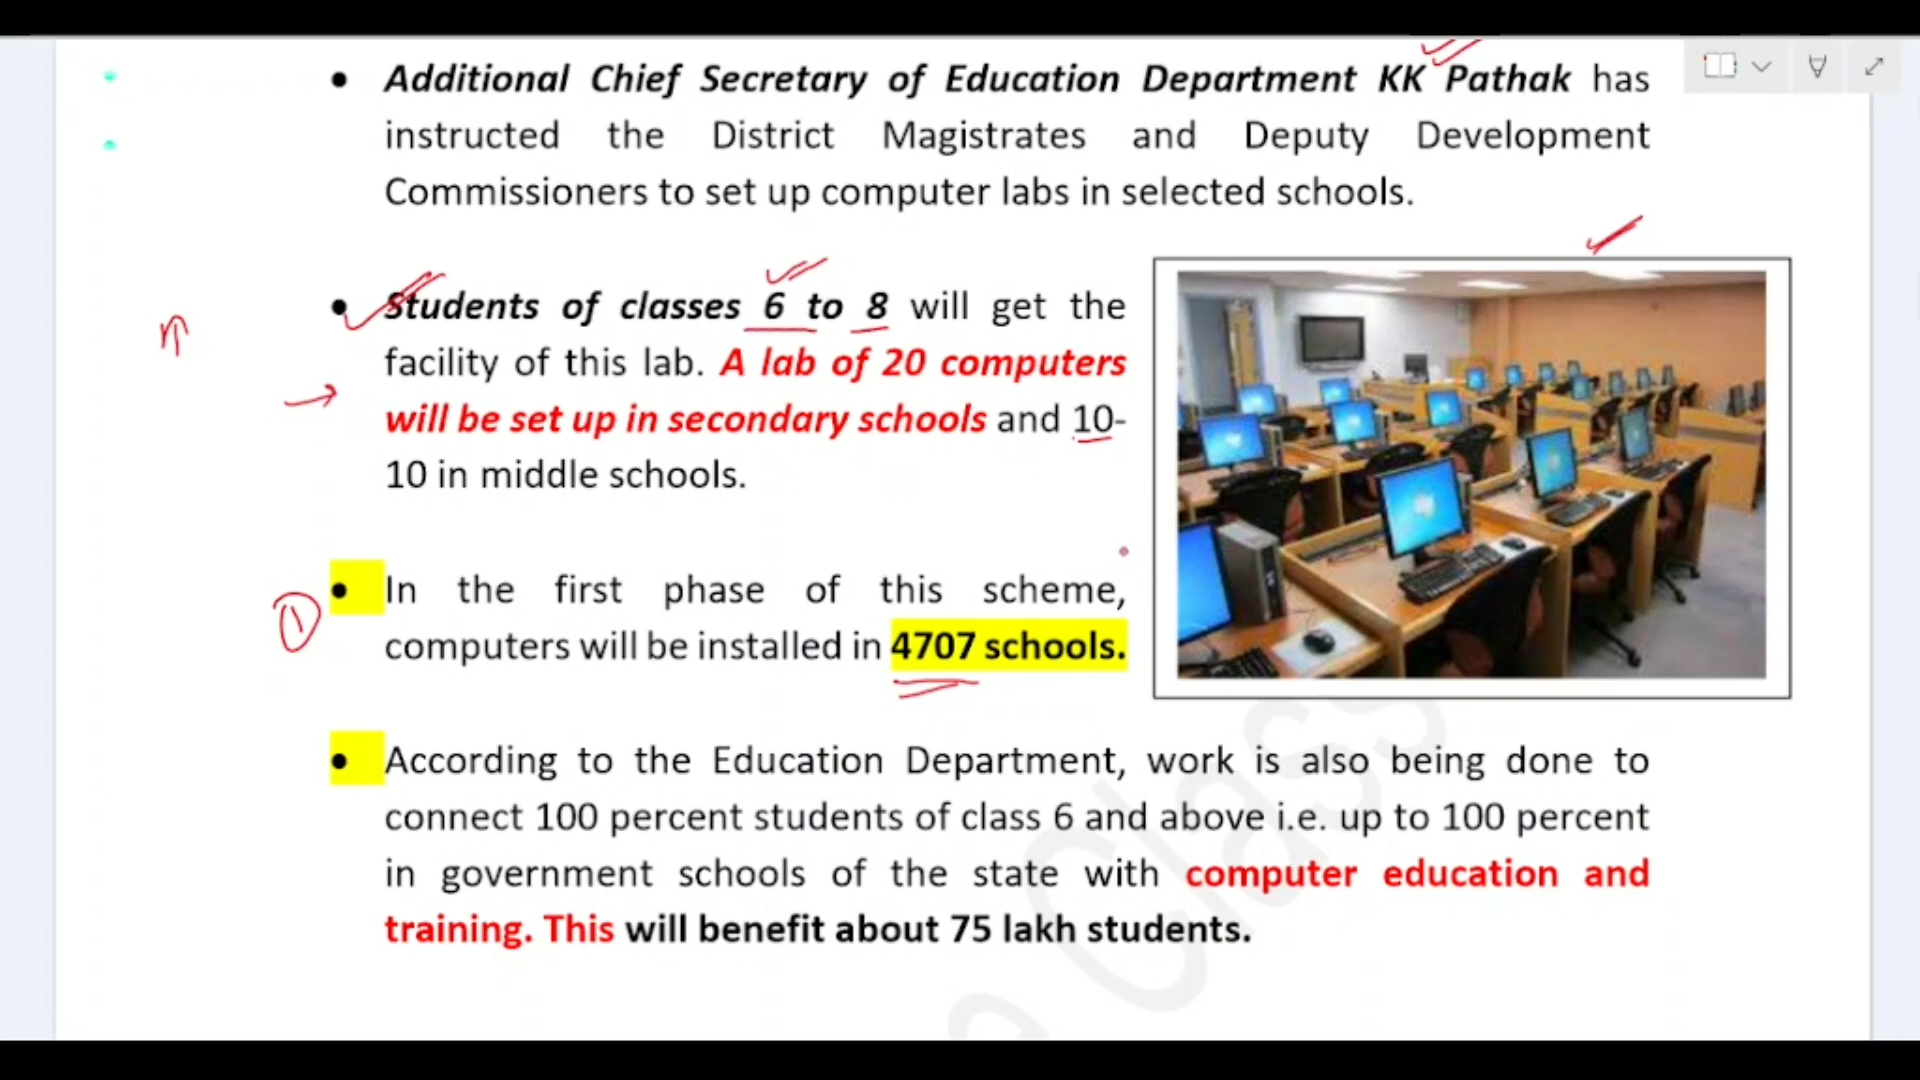 • Additional Chief Secretary of Education Department KK Pathak has
instructed the District Magistrates and Deputy Development
Commissioners to set up computer labs in selected schools.
• Students of classes 6 to 8 will get the
facility of this lab. A lab of 20 computers
will be set up in secondary schools and 10-
10 in middle schools.
① • In the first phase of this scheme,
computers will be installed in 4707 schools.
• According to the Education Department, work is also being done to
connect 100 percent students of class 6 and above i.e. up to 100 percent
in government schools of the state with computer education and
training. This will benefit about 75 lakh students.
Class